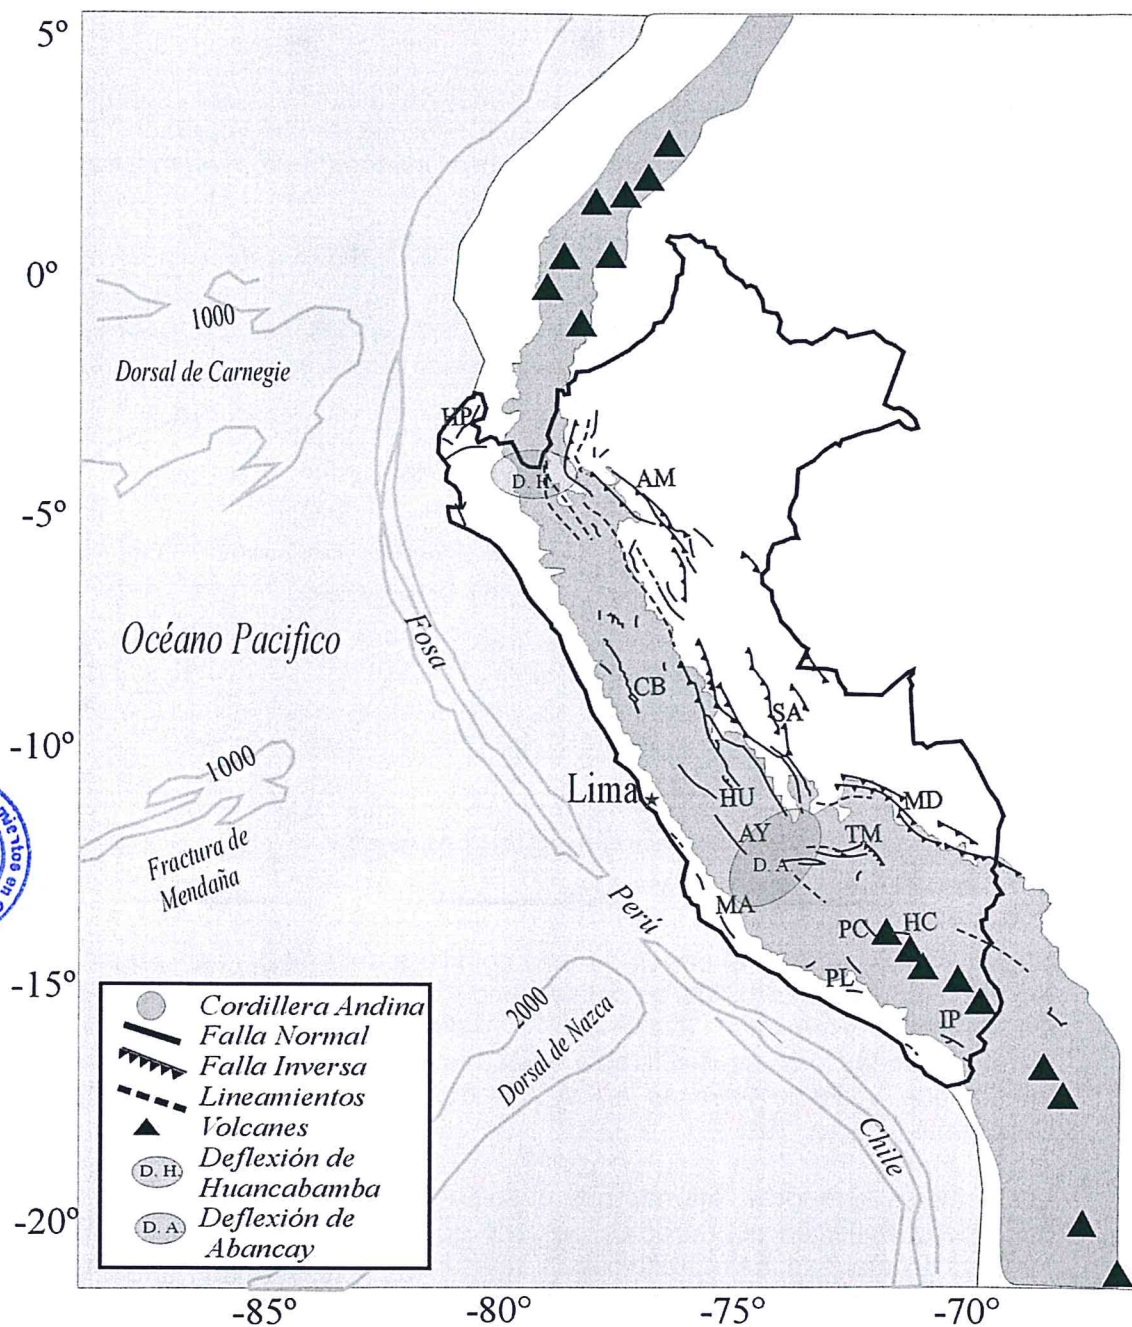 5°
0°
-5°
-10°
-15°
-20°
-85°
-80°
-75°
-70°
1000
Dorsal de Carnegie
HP
D. H.
AM
Océano Pacifico
Fosa
CB
SA
1000
Lima
HU
MD
AY
TM
D. A
Fractura de
Mendaña
MA
Perú
PC
HC
PL
IP
2000
Dorsal de Nazca
Chile
Cordillera Andina
Falla Normal
Falla Inversa
Lineamientos
Volcanes
D. H.
Deflexión de
Huancabamba
D. A.
Deflexión de
Abancay